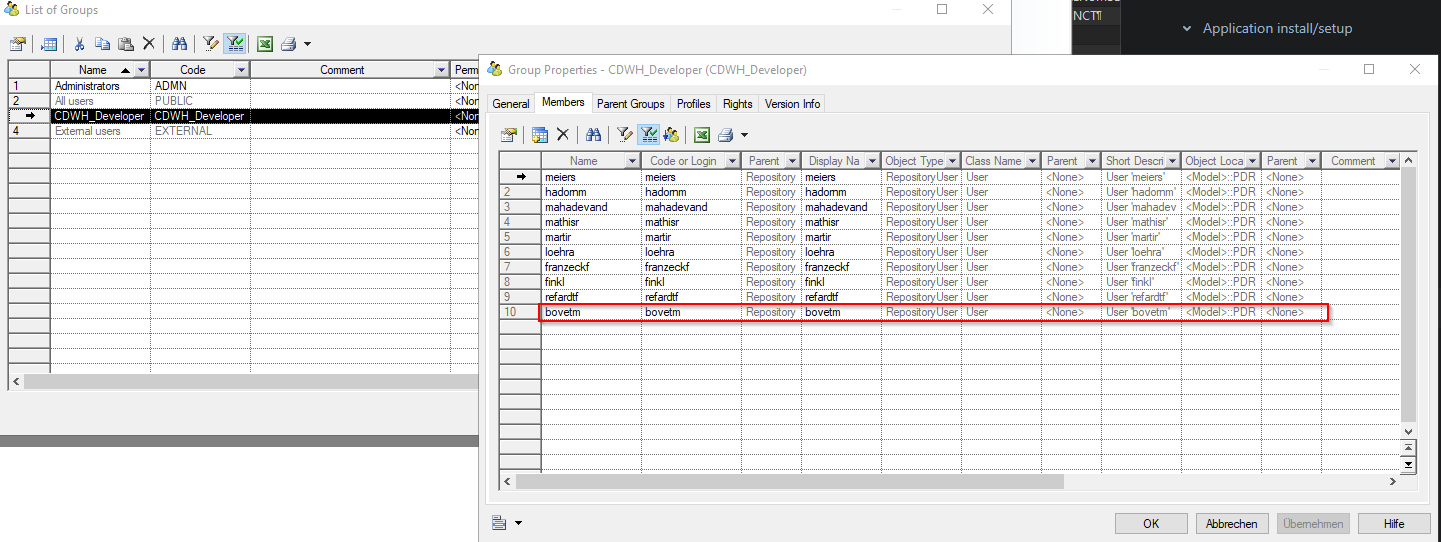 List of Groups
Name Code Comment Perm
1 Administrators ADMN <Non
2 All users PUBLIC <Non
CDWH_Developer CDWH_Developer <Non
4 External users EXTERNAL <Non
NCT¶
Application install/setup
Group Properties - CDWH_Developer (CDWH_Developer)
General Members Parent Groups Profiles Rights Version Info
Name Code or Login Parent Display Na Object Type Class Name Parent Short Descri Object Loca Parent Comment
meiers meiers Repository meiers RepositoryUser User <None> User 'meiers' <Model>::PDR <None>
2 hadornm hadornm Repository hadornm RepositoryUser User <None> User 'hadornm' <Model>::PDR <None>
3 mahadevand mahadevand Repository mahadevand RepositoryUser User <None> User 'mahadev <Model>::PDR <None>
4 mathisr mathisr Repository mathisr RepositoryUser User <None> User 'mathisr' <Model>::PDR <None>
5 martir martir Repository martir RepositoryUser User <None> User 'martir' <Model>::PDR <None>
6 loehra loehra Repository loehra RepositoryUser User <None> User 'loehra' <Model>::PDR <None>
7 franzeckf franzeckf Repository franzeckf RepositoryUser User <None> User 'franzeckf' <Model>::PDR <None>
8 finkl finkl Repository finkl RepositoryUser User <None> User 'finkl' <Model>::PDR <None>
9 refardtf refardtf Repository refardtf RepositoryUser User <None> User 'refardtf' <Model>::PDR <None>
10 bovetm bovetm Repository bovetm RepositoryUser User <None> User 'bovetm' <Model>::PDR <None>
OK Abbrechen Übernehmen Hilfe